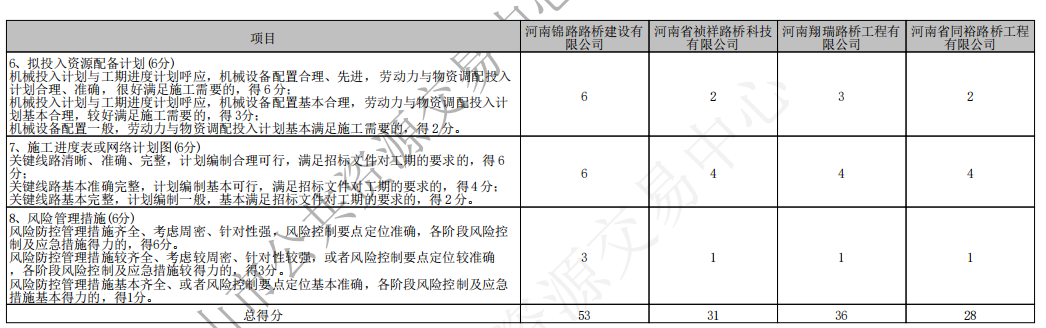 项目 河南锦路路桥建设有限公司 河南省祯祥路桥科技有限公司 河南翔瑞路桥工程有限公司 河南省同裕路桥工程有限公司
6、拟投入资源配备计划(6分)
机械投入计划与工期进度计划呼应，机械设备配置合理、先进，劳动力与物资调配投入
计划合理、准确，很好满足施工需要的，得6分；
机械投入计划与工期进度计划呼应，机械设备配置基本合理，劳动力与物资调配投入计
划基本合理，较好满足施工需要的，得3分；
机械设备配置一般，劳动力与物资调配投入计划基本满足施工需要的，得2分。
6 2 3 2
7、施工进度表或网络计划图(6分)
关键线路清晰、准确、完整，计划编制合理可行，满足招标文件对工期的要求的，得6
分；
关键线路基本准确完整，计划编制基本可行，满足招标文件对工期的要求的，得4分；
关键线路基本完整，计划编制一般，基本满足招标文件对工期的要求的，得2分。
6 4 4 4
8、风险管理措施(6分)
风险防控管理措施齐全、考虑周密、针对性强，风险控制要点定位准确，各阶段风险控
制及应急措施得力的，得6分。
风险防控管理措施较齐全、考虑较周密、针对性较强，或者风险控制要点定位较准确
，各阶段风险控制及应急措施较得力的，得3分。
风险防控管理措施基本齐全、或者风险控制要点定位基本准确，各阶段风险控制及应急
措施基本得力的，得1分。
3 1 1 1
总得分 53 31 36 28
山市公共资源交易中心
资源交易中心